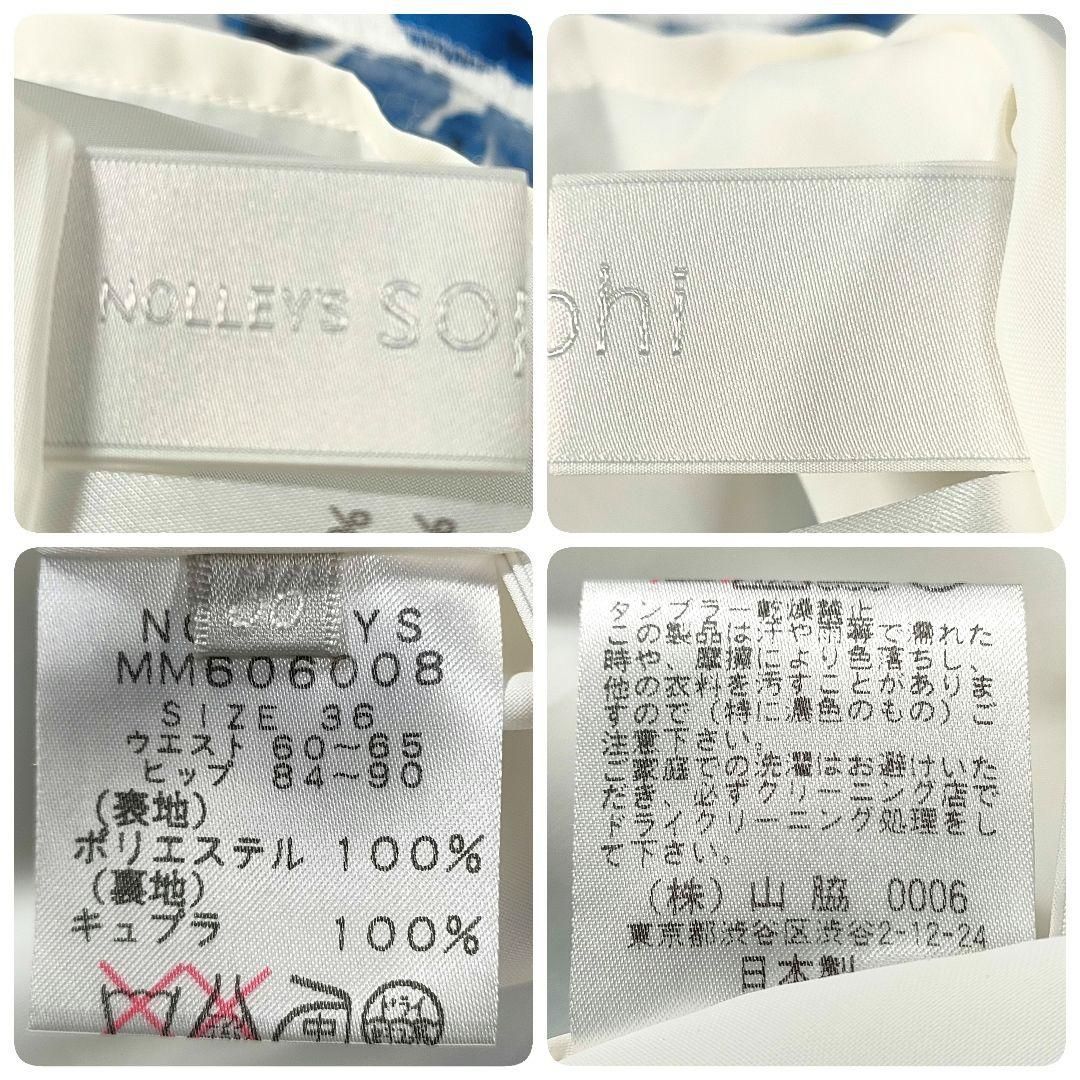 NOLLEY'S SOP
ophi
NO YS
MM606008
SIZE 36
ウエスト 60~65
ヒップ 84~90
(表地)
ポリエステル 100%
(裏地)
キュプラ 100%
中 ドライ
タンブラー乾燥禁止
この製品は汗や雨等で濡れた
時や、摩擦により色落ちし、
他の衣料を汚すことがありま
すので(特に濃色のもの)ご
注意下さい。
ご家庭での洗濯はお避けいた
だき、必ずクリーニング店で
ドライクリーニング処理をし
て下さい。
(株)山脇 0006
東京都渋谷区渋谷2-12-24
日本製